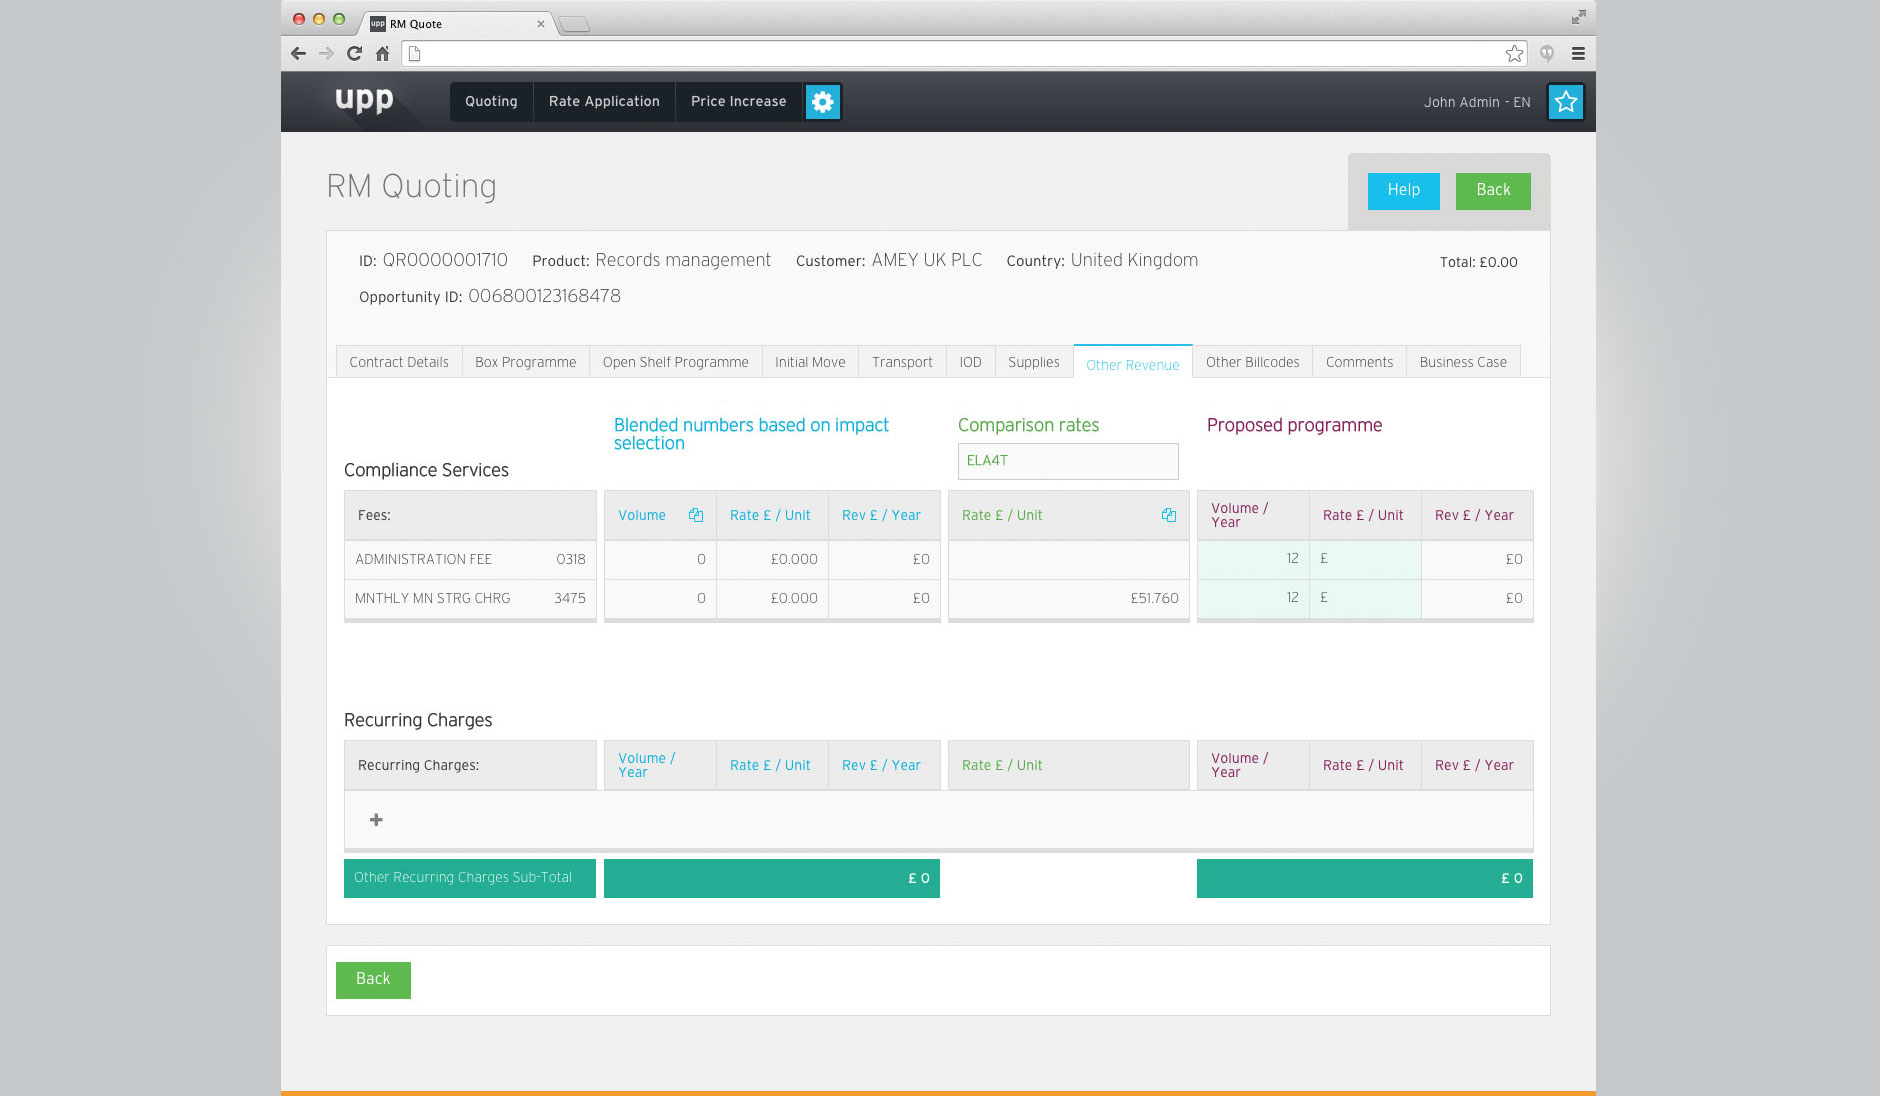 upp RM Quote
upp
Quoting
Rate Application
Price Increase
John Admin - EN
RM Quoting
Help
Back
ID: QR0000001710 Product: Records management Customer: AMEY UK PLC Country: United Kingdom
Total: £0.00
Opportunity ID: 006800123168478
Contract Details
Box Programme
Open Shelf Programme
Initial Move
Transport
IOD
Supplies
Other Revenue
Other Billcodes
Comments
Business Case
Blended numbers based on impact
selection
Comparison rates
Proposed programme
ELA4T
Compliance Services
Fees:
Volume
Rate £ / Unit
Rev £ / Year
Rate £ / Unit
Volume /
Year
Rate £ / Unit
Rev £ / Year
ADMINISTRATION FEE 0318 0 £0.000 £0 12 £ £0
MNTHLY MN STRG CHRG 3475 0 £0.000 £0 £51.760 12 £ £0
Recurring Charges
Recurring Charges:
Volume /
Year
Rate £ / Unit
Rev £ / Year
Rate £ / Unit
Volume /
Year
Rate £ / Unit
Rev £ / Year
Other Recurring Charges Sub-Total £ 0 £ 0
Back